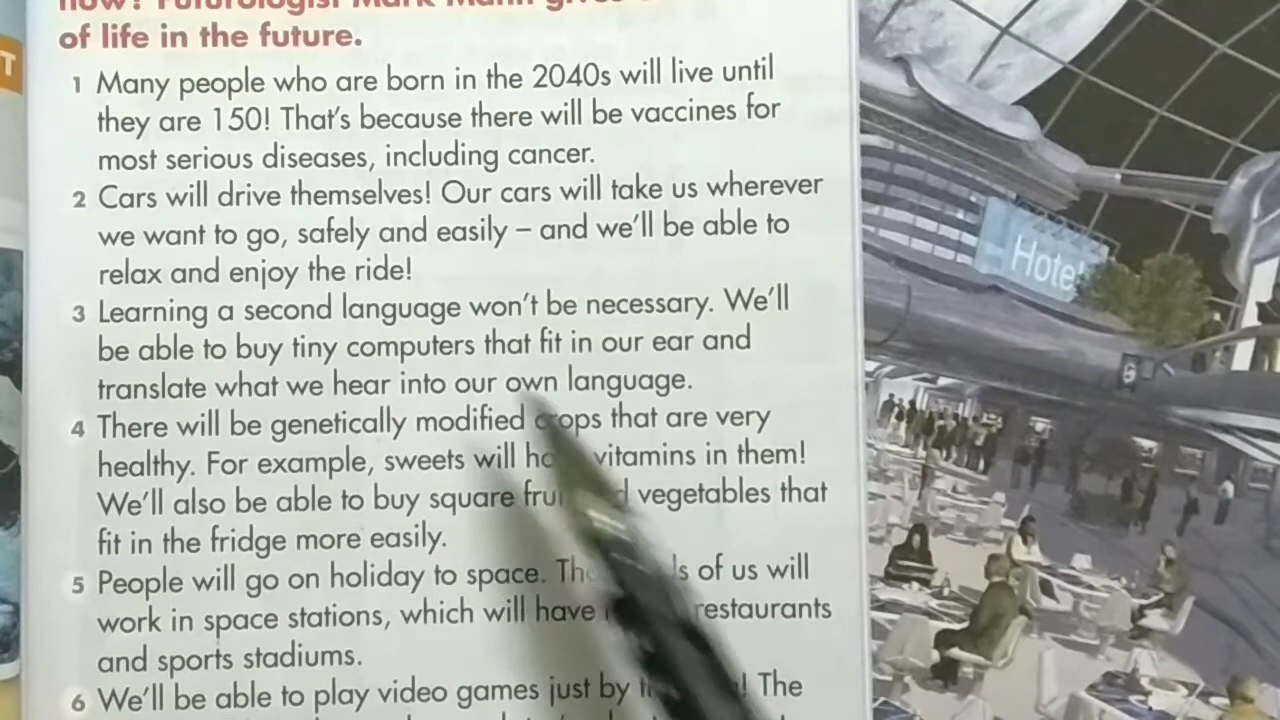 of life in the future.
1 Many people who are born in the 2040s will live until
they are 150! That's because there will be vaccines for
most serious diseases, including cancer.
2 Cars will drive themselves! Our cars will take us wherever
we want to go, safely and easily – and we'll be able to
relax and enjoy the ride!
3 Learning a second language won't be necessary. We'll
be able to buy tiny computers that fit in our ear and
translate what we hear into our own language.
4 There will be genetically modified crops that are very
healthy. For example, sweets will vitamins in them!
We'll also be able to buy square vegetables that
fit in the fridge more easily.
5 People will go on holiday to space. of us will
work in space stations, which will have restaurants
and sports stadiums.
6 We'll be able to play video games just by The
Hotel